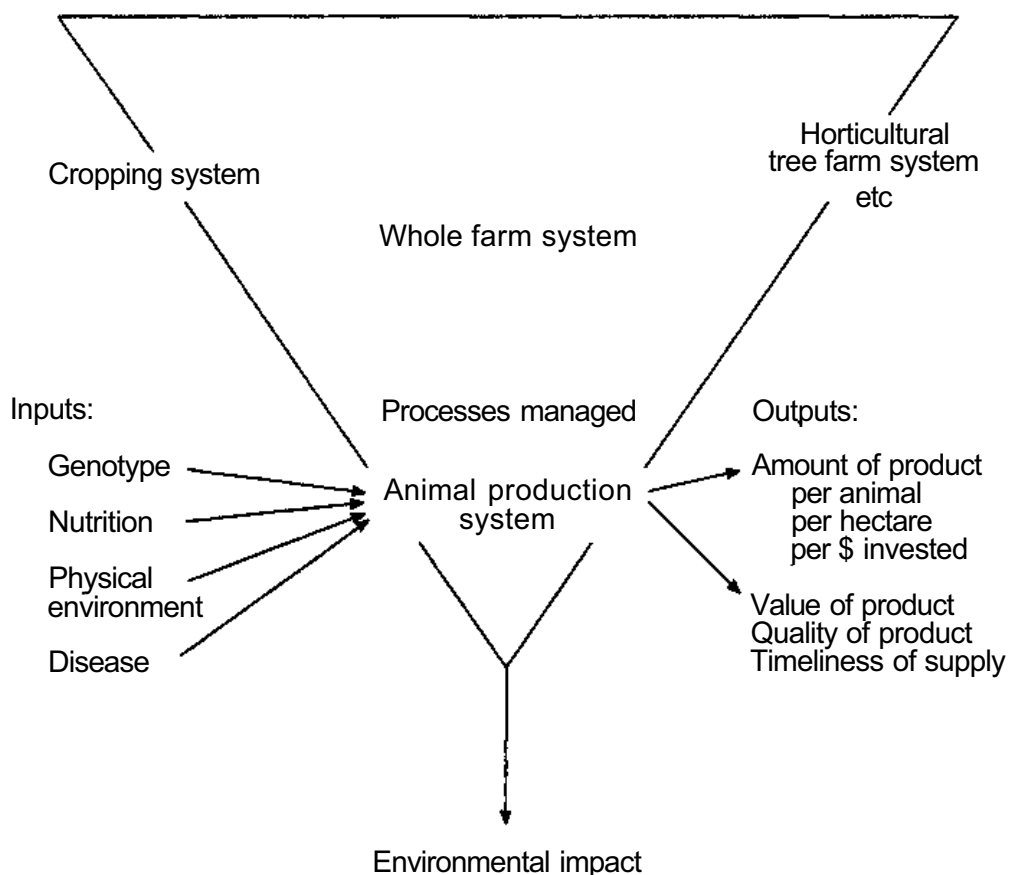 Cropping system
Horticultural
tree farm system
etc
Whole farm system
Inputs:
Genotype
Nutrition
Physical
environment
Disease
Processes managed
Animal production
system
Outputs:
Amount of product
per animal
per hectare
per $ invested
Value of product
Quality of product
Timeliness of supply
Environmental impact